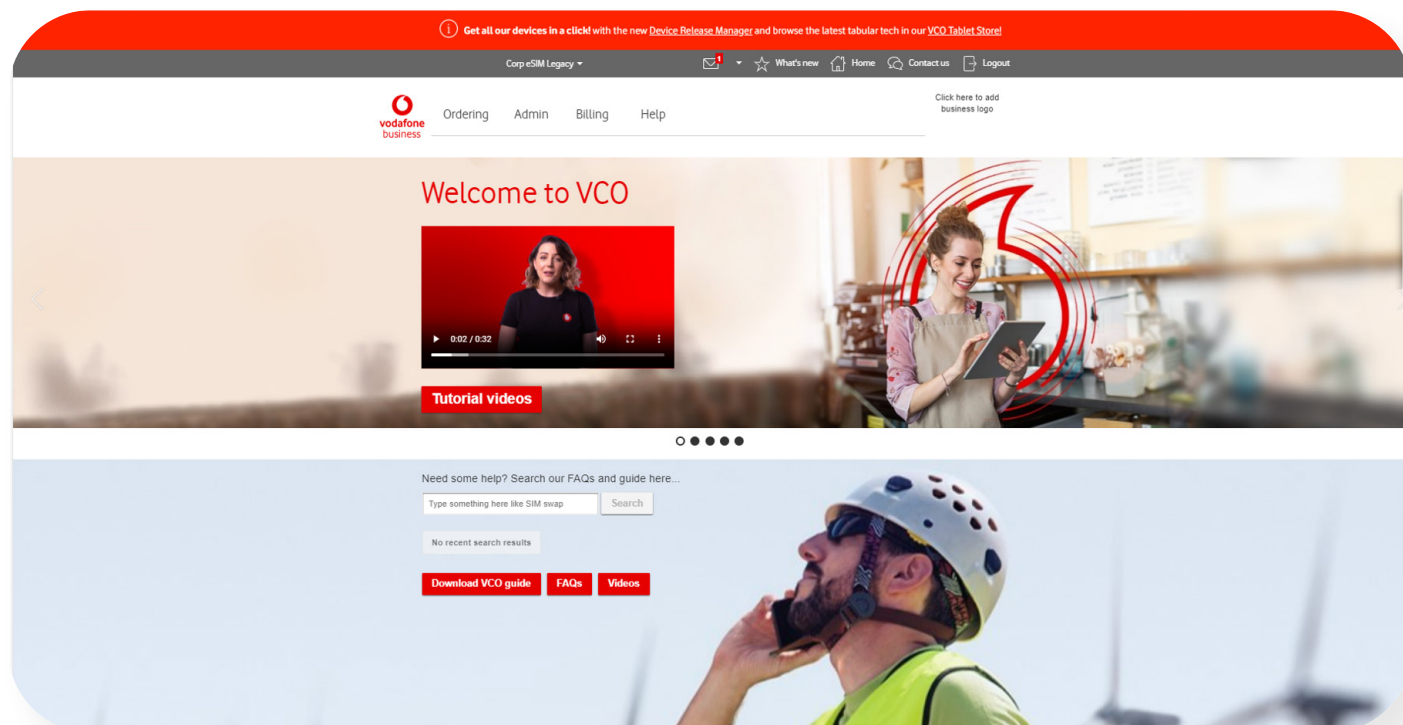 Get all our devices in a click! with the new Device Release Manager and browse the latest tabular tech in our VCO Tablet Store!
Corp eSIM Legacy
1
What's new
Home
Contact us
Logout
vodafone
business
Ordering
Admin
Billing
Help
Click here to add
business logo
Welcome to VCO
0:02 / 0:32
Tutorial videos
Need some help? Search our FAQs and guide here...
Type something here like SIM swap
Search
No recent search results
Download VCO guide
FAQs
Videos